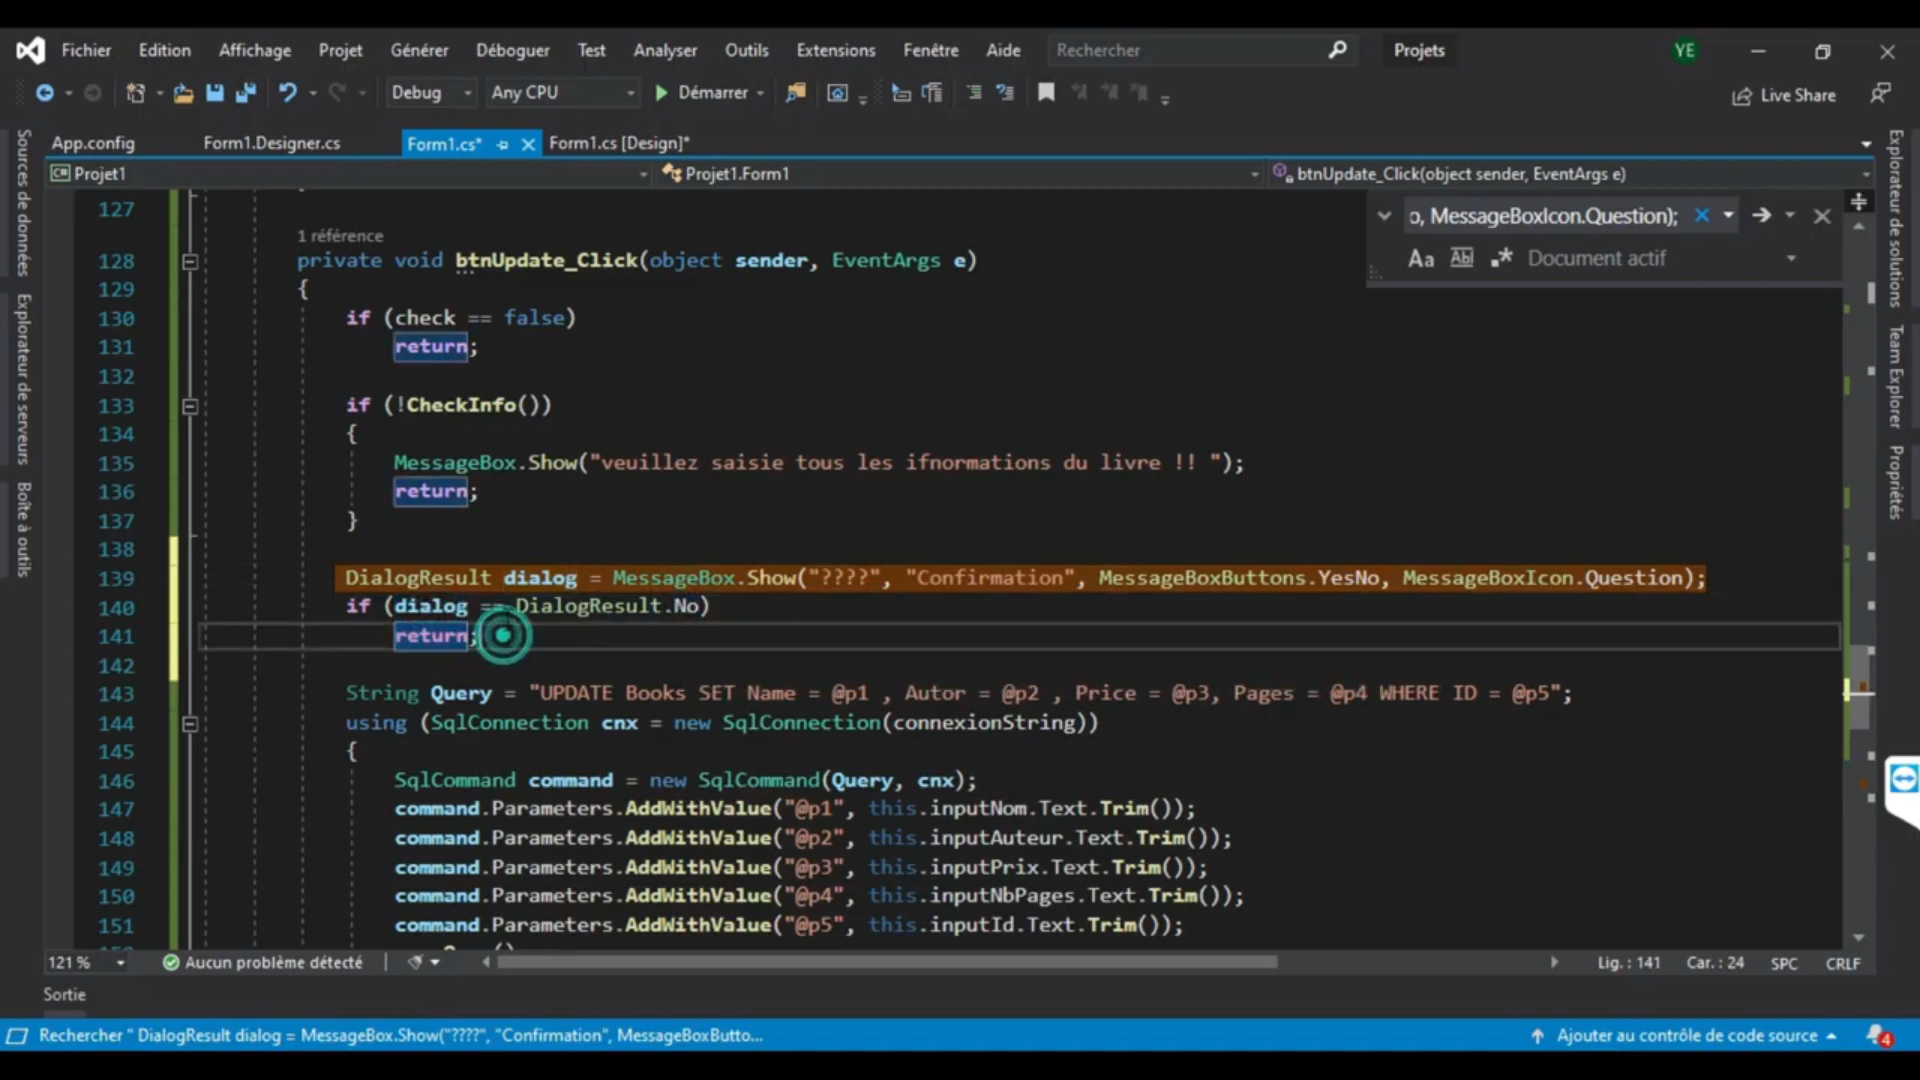 Fichier Edition Affichage Projet Générer Déboguer Test Analyser Outils Extensions Fenêtre Aide Rechercher Projets YE
Debug Any CPU Démarrer Live Share
App.config Form1.Designer.cs Form1.cs* Form1.cs [Design]*
C# Projet1 Projet1.Form1 btnUpdate_Click(object sender, EventArgs e)
o, MessageBoxIcon.Question);
Aa Ab Document actif
Sources de données
Explorateur de serveurs
Boîte à outils
Explorateur de solutions
Team Explorer
Propriétés
127
1 référence
128 private void btnUpdate_Click(object sender, EventArgs e)
129 {
130 if (check == false)
131 return;
132
133 if (!CheckInfo())
134 {
135 MessageBox.Show("veuillez saisie tous les ifnormations du livre !! ");
136 return;
137 }
138
139 DialogResult dialog = MessageBox.Show("????", "Confirmation", MessageBoxButtons.YesNo, MessageBoxIcon.Question);
140 if (dialog == DialogResult.No)
141 return;
142
143 String Query = "UPDATE Books SET Name = @p1 , Autor = @p2 , Price = @p3, Pages = @p4 WHERE ID = @p5";
144 using (SqlConnection cnx = new SqlConnection(connexionString))
145 {
146 SqlCommand command = new SqlCommand(Query, cnx);
147 command.Parameters.AddWithValue("@p1", this.inputNom.Text.Trim());
148 command.Parameters.AddWithValue("@p2", this.inputAuteur.Text.Trim());
149 command.Parameters.AddWithValue("@p3", this.inputPrix.Text.Trim());
150 command.Parameters.AddWithValue("@p4", this.inputNbPages.Text.Trim());
151 command.Parameters.AddWithValue("@p5", this.inputId.Text.Trim());
121 % Aucun problème détecté Lig. : 141 Car. : 24 SPC CRLF
Sortie
Rechercher " DialogResult dialog = MessageBox.Show("????", "Confirmation", MessageBoxButto... Ajouter au contrôle de code source 4